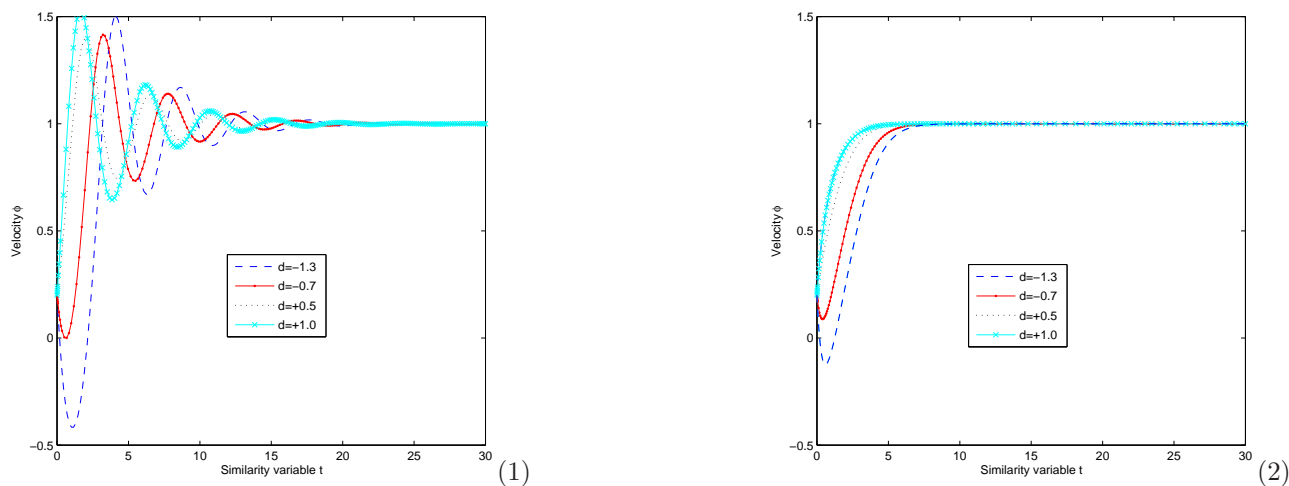 1.5
1
0.5
0
−0.5
Velocity ϕ
0 5 10 15 20 25 30
Similarity variable t
d=−1.3
d=−0.7
d=+0.5
d=+1.0
(1)
1.5
1
0.5
0
−0.5
Velocity ϕ
0 5 10 15 20 25 30
Similarity variable t
d=−1.3
d=−0.7
d=+0.5
d=+1.0
(2)